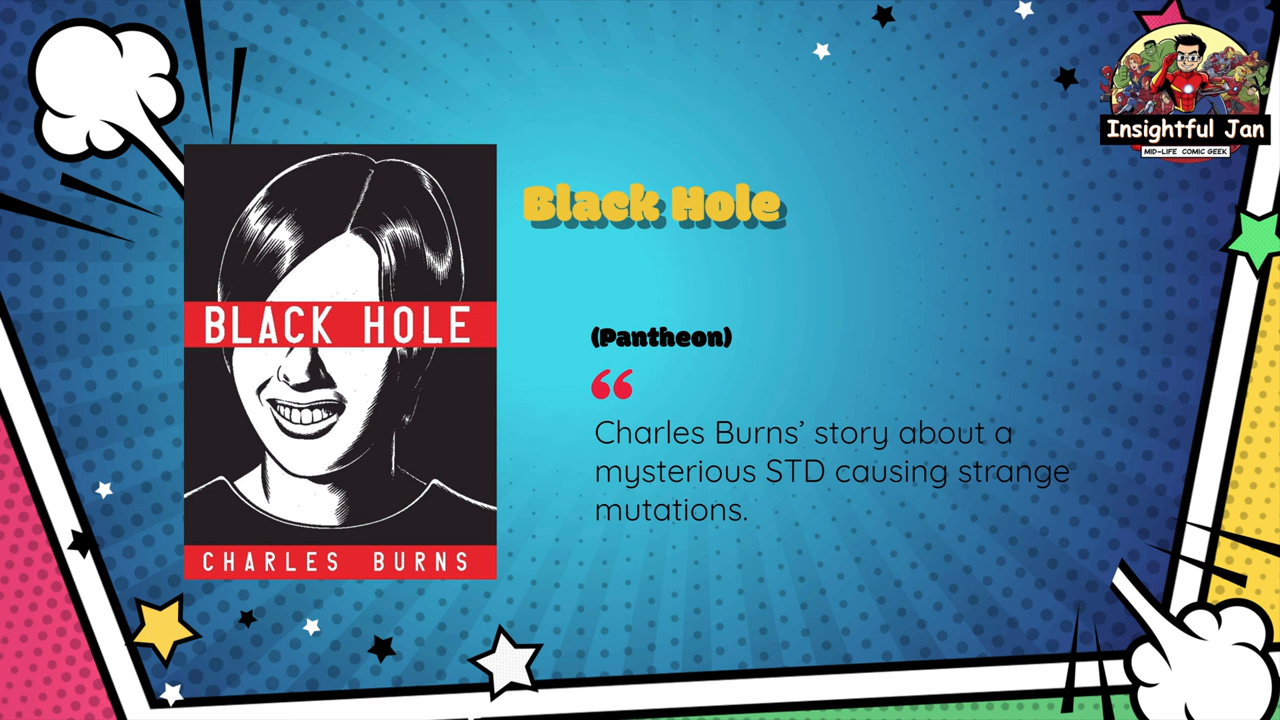 Insightful Jan
MID-LIFE COMIC GEEK
BLACK HOLE
CHARLES BURNS
Black Hole
(Pantheon)
“
Charles Burns’ story about a
mysterious STD causing strange
mutations.